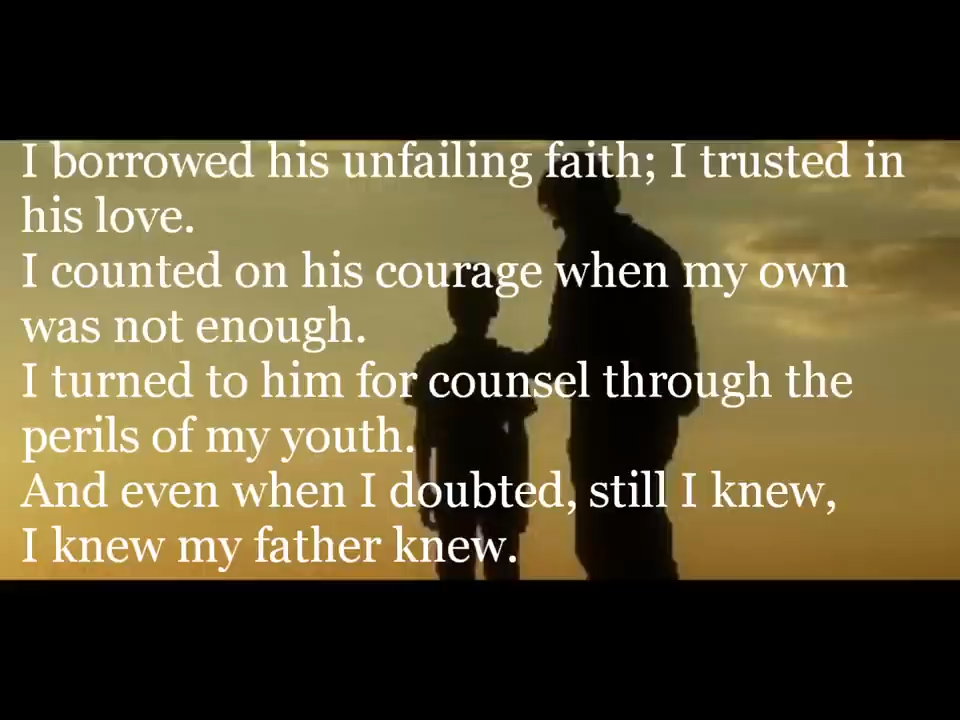 I borrowed his unfailing faith; I trusted in
his love.
I counted on his courage when my own
was not enough.
I turned to him for counsel through the
perils of my youth.
And even when I doubted, still I knew,
I knew my father knew.